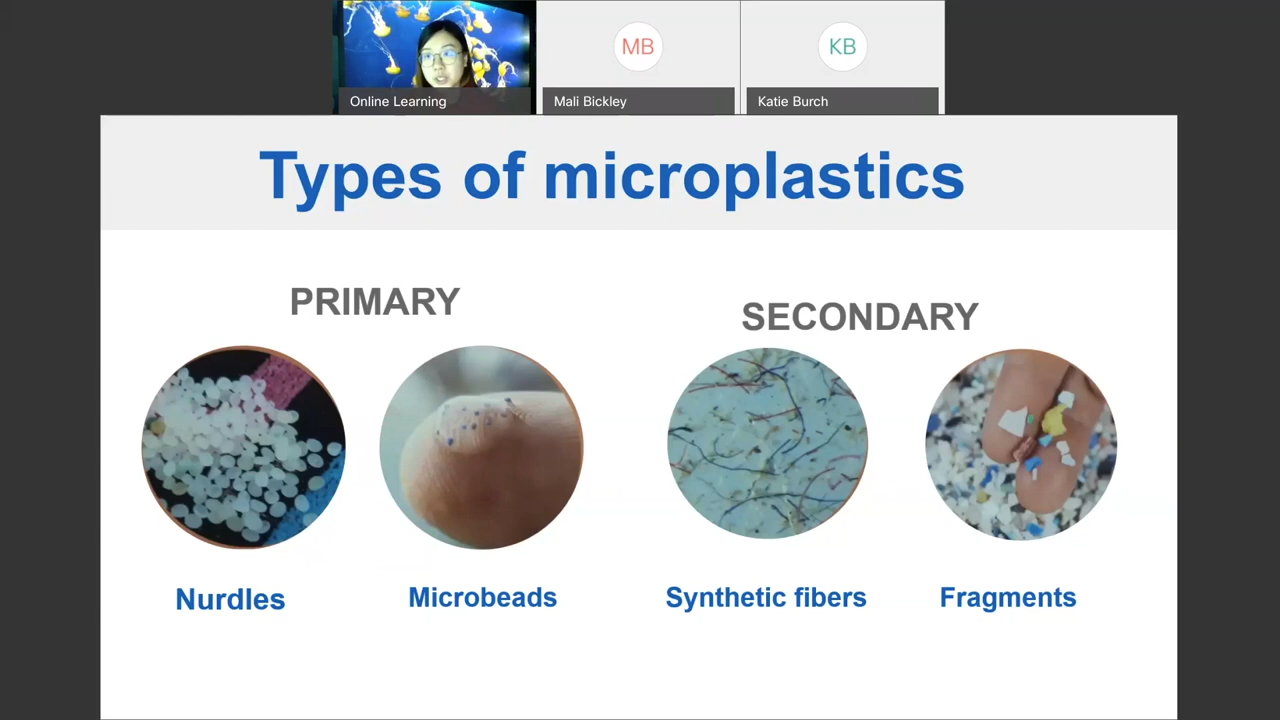 MB
KB
Online Learning
Mali Bickley
Katie Burch
Types of microplastics
PRIMARY
SECONDARY
Nurdles
Microbeads
Synthetic fibers
Fragments